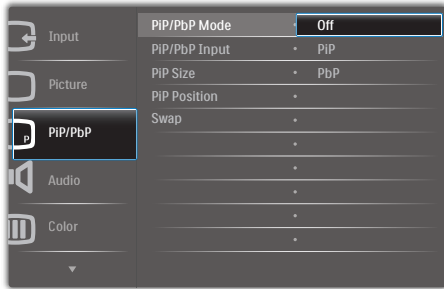 Input
Picture
P
PiP/PbP
Audio
Color
PiP/PbP Mode
PiP/PbP Input
PiP Size
PiP Position
Swap
Off
PiP
PbP